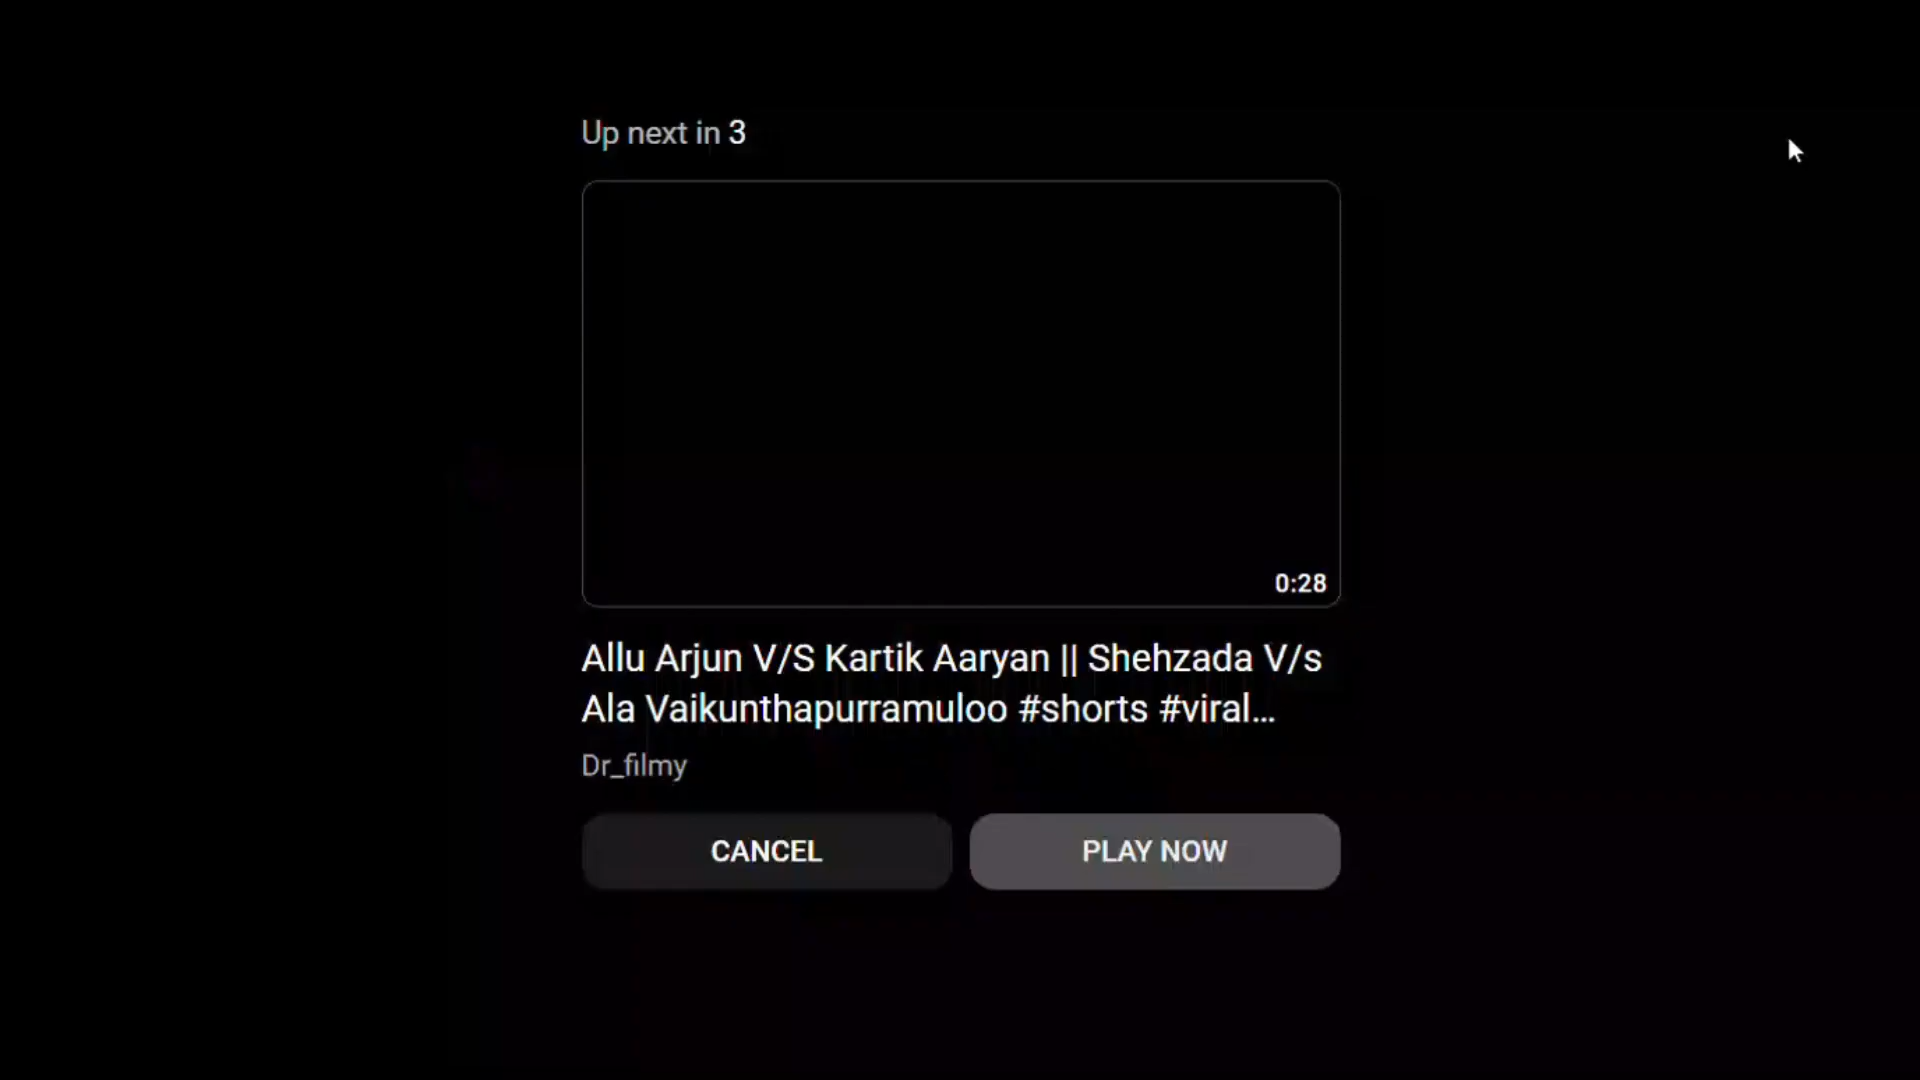 Up next in 3
0:28
Allu Arjun V/S Kartik Aaryan || Shehzada V/s
Ala Vaikunthapurramuloo #shorts #viral...
Dr_filmy
CANCEL PLAY NOW